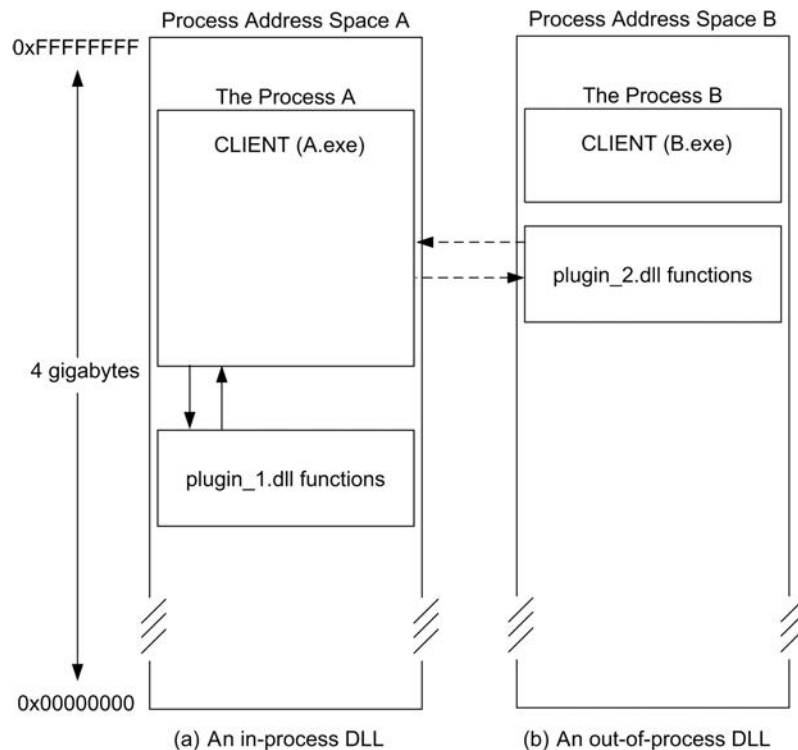 Process Address Space A
Process Address Space B
0xFFFFFFFF
The Process A
The Process B
CLIENT (A.exe)
CLIENT (B.exe)
plugin_2.dll functions
4 gigabytes
plugin_1.dll functions
0x00000000
(a) An in-process DLL
(b) An out-of-process DLL